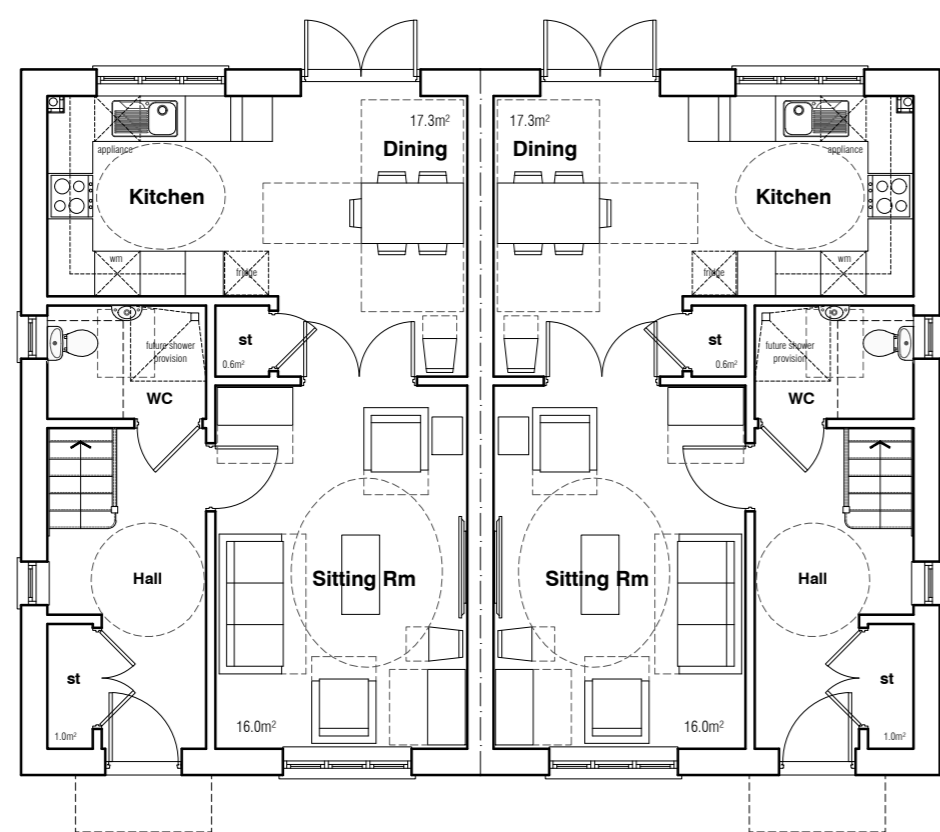 17.3m²
17.3m²
Dining
Dining
appliance
appliance
Kitchen
Kitchen
wm
fridge
fridge
wm
st
st
0.6m²
0.6m²
future shower
provision
future shower
provision
WC
WC
Hall
Sitting Rm
Sitting Rm
Hall
st
st
16.0m²
16.0m²
1.0m²
1.0m²